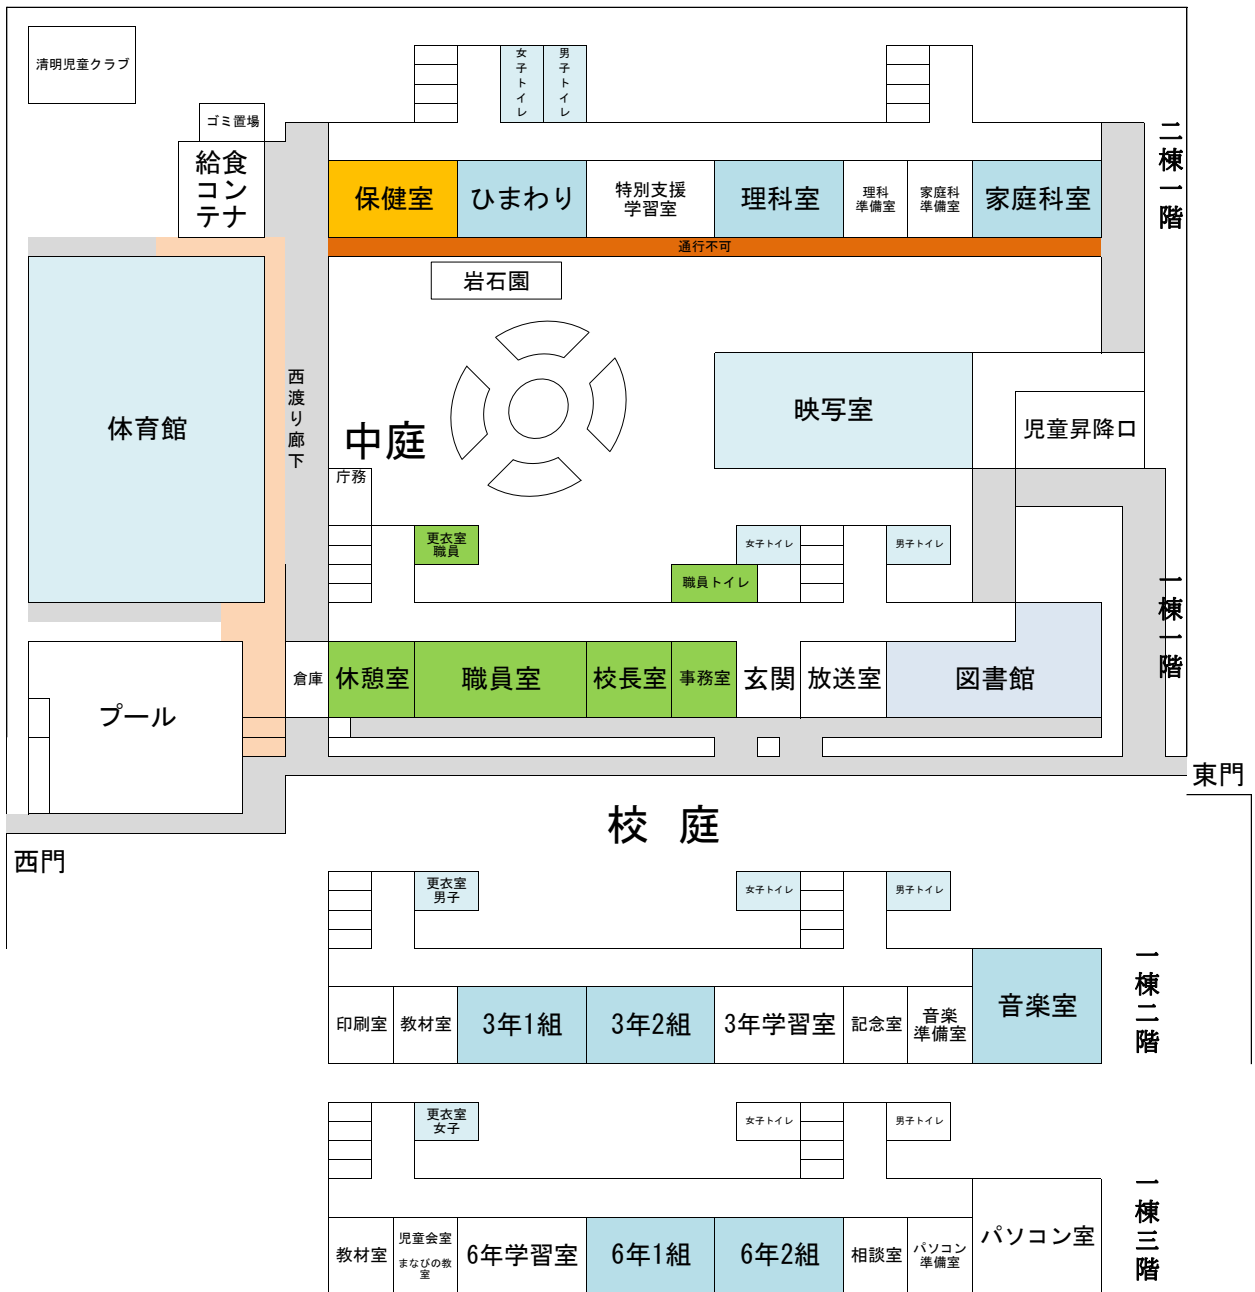 清明児童クラブ
女子トイレ
男子トイレ
ゴミ置場
給食
コン
テナ
二棟一階
保健室
ひまわり
特別支援
学習室
理科室
理科
準備室
家庭科
準備室
家庭科室
通行不可
岩石園
体育館
西渡り廊下
中庭
映写室
児童昇降口
庁務
更衣室
職員
女子トイレ
男子トイレ
職員トイレ
一棟一階
倉庫
休憩室
職員室
校長室
事務室
玄関
放送室
図書館
プール
東門
校 庭
西門
更衣室
男子
女子トイレ
男子トイレ
一棟二階
印刷室
教材室
3年1組
3年2組
3年学習室
記念室
音楽
準備室
音楽室
更衣室
女子
女子トイレ
男子トイレ
一棟三階
教材室
児童会室
まなびの教
室
6年学習室
6年1組
6年2組
相談室
パソコン
準備室
パソコン室